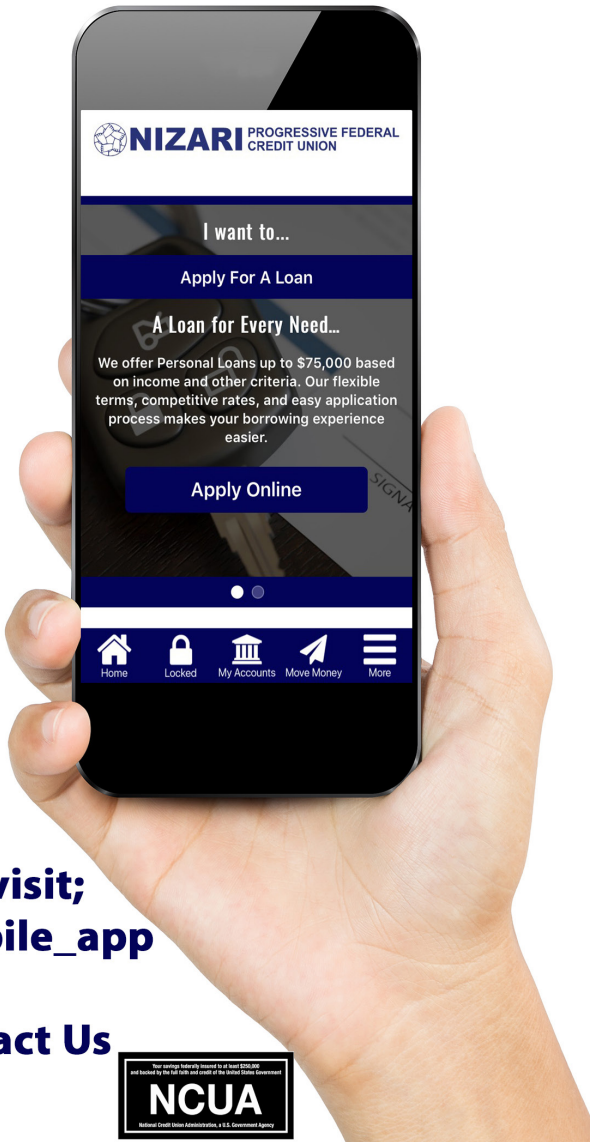 NIZARI PROGRESSIVE FEDERAL
CREDIT UNION
I want to...
Apply For A Loan
A Loan for Every Need...
We offer Personal Loans up to $75,000 based
on income and other criteria. Our flexible
terms, competitive rates, and easy application
process makes your borrowing experience
easier.
Apply Online
SIGNA
Home Locked My Accounts Move Money More
visit;
bile_app
act Us
Your savings federally insured to at least $250,000
and backed by the full faith and credit of the United States Government
NCUA
National Credit Union Administration, a U.S. Government Agency